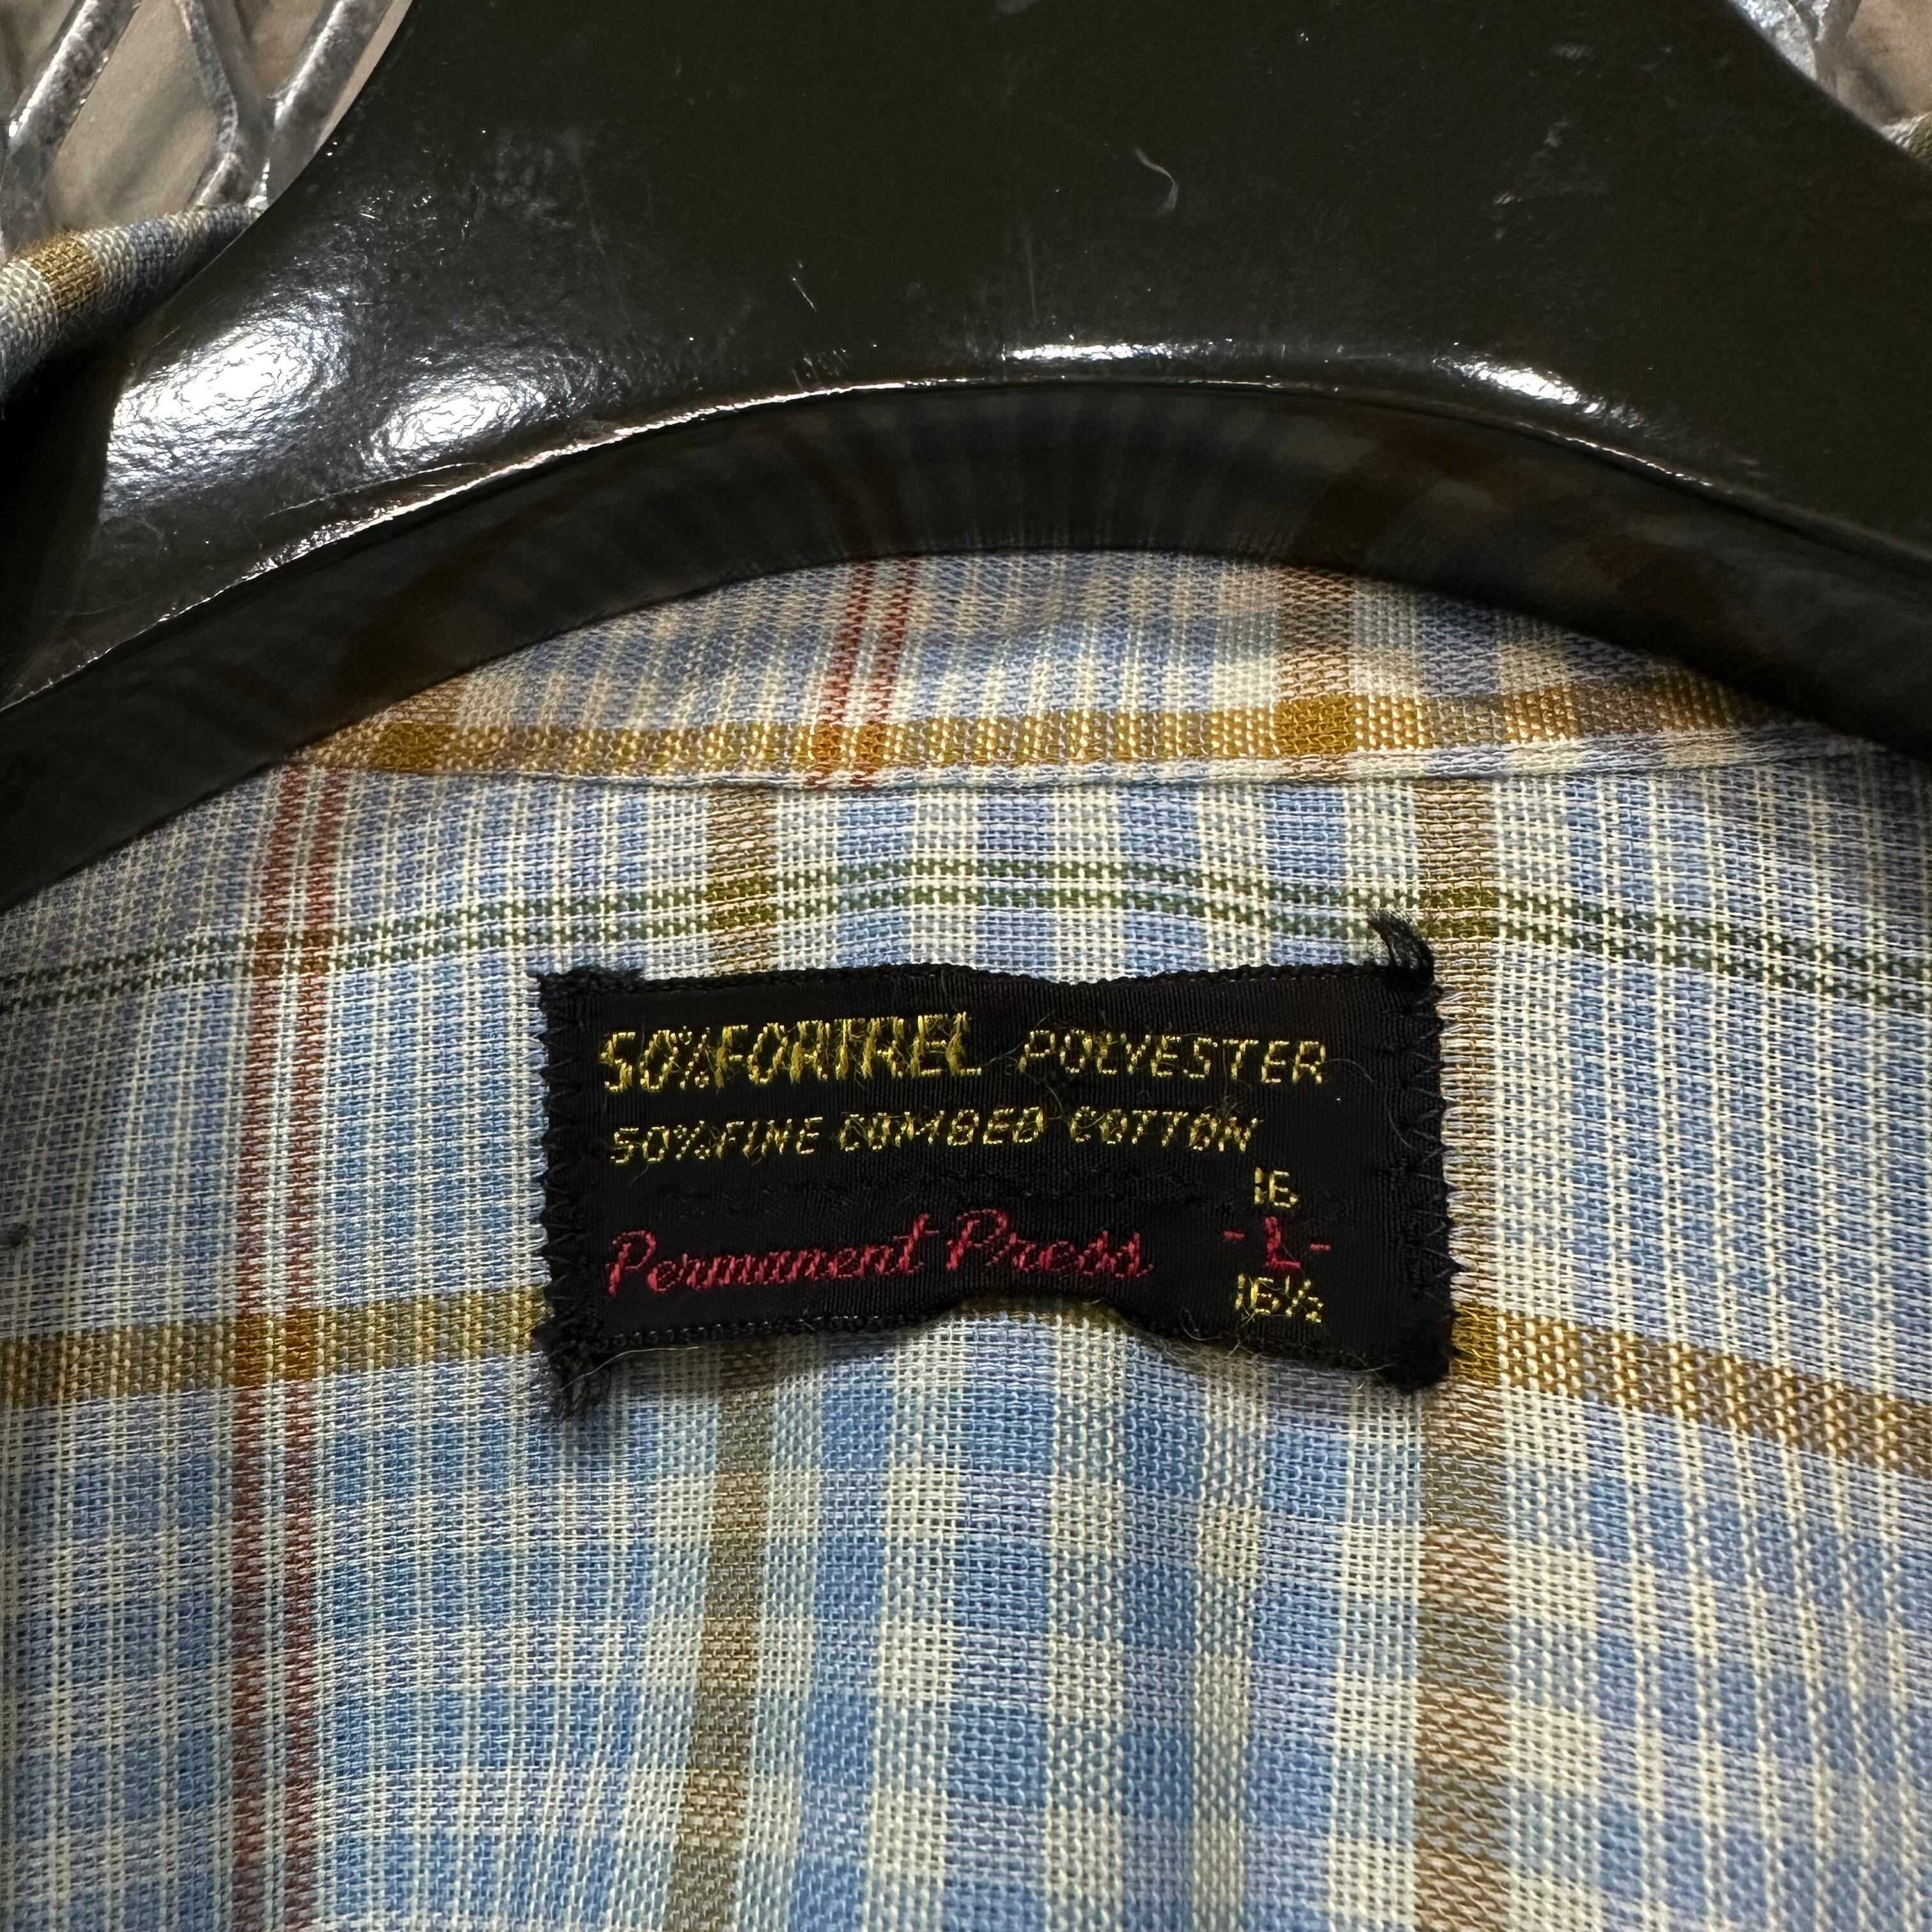 50% FORTREL POLYESTER
50% FINE COMBED COTTON
16
Permanent Press -L-
16½